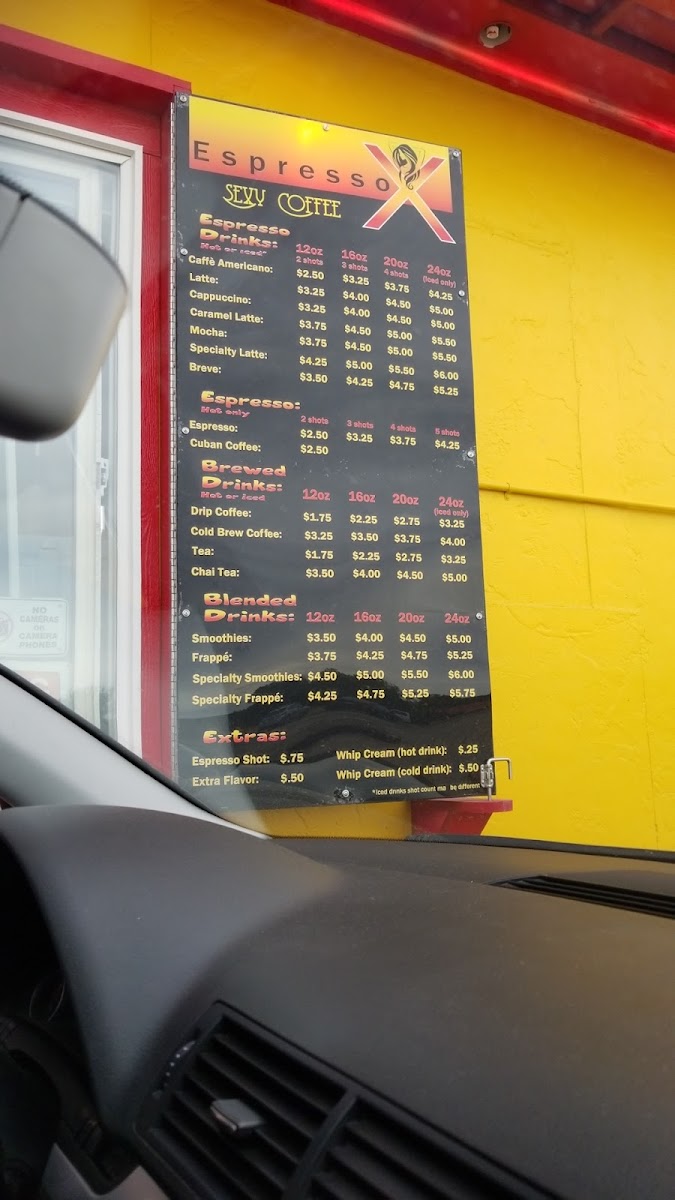 Espresso X
SEXY COFFEE
Espresso
Drinks:
Hot or iced*
12oz 16oz 20oz 24oz
2 shots 3 shots 4 shots (iced only)
Caffè Americano: $2.50 $3.25 $3.75 $4.25
Latte: $3.25 $4.00 $4.50 $5.00
Cappuccino: $3.25 $4.00 $4.50 $5.00
Caramel Latte: $3.75 $4.50 $5.00 $5.50
Mocha: $3.75 $4.50 $5.00 $5.50
Specialty Latte: $4.25 $5.00 $5.50 $6.00
Breve: $3.50 $4.25 $4.75 $5.25
Espresso:
Hot only
2 shots 3 shots 4 shots 5 shots
Espresso: $2.50 $3.25 $3.75 $4.25
Cuban Coffee: $2.50
Brewed
Drinks:
Hot or iced
12oz 16oz 20oz 24oz
(iced only)
Drip Coffee: $1.75 $2.25 $2.75 $3.25
Cold Brew Coffee: $3.25 $3.50 $3.75 $4.00
Tea: $1.75 $2.25 $2.75 $3.25
Chai Tea: $3.50 $4.00 $4.50 $5.00
Blended
Drinks: 12oz 16oz 20oz 24oz
Smoothies: $3.50 $4.00 $4.50 $5.00
Frappé: $3.75 $4.25 $4.75 $5.25
Specialty Smoothies: $4.50 $5.00 $5.50 $6.00
Specialty Frappé: $4.25 $4.75 $5.25 $5.75
Extras:
Espresso Shot: $.75 Whip Cream (hot drink): $.25
Extra Flavor: $.50 Whip Cream (cold drink): $.50
*Iced drinks shot count ma be different
NO
CAMERAS
OR
CAMERA
PHONES